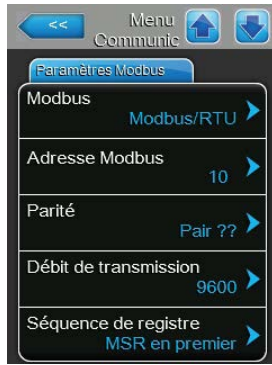 <<
Menu
Communic
Paramètres Modbus
Modbus
Modbus/RTU
Adresse Modbus
10
Parité
Pair ??
Débit de transmission
9600
Séquence de registre
MSR en premier